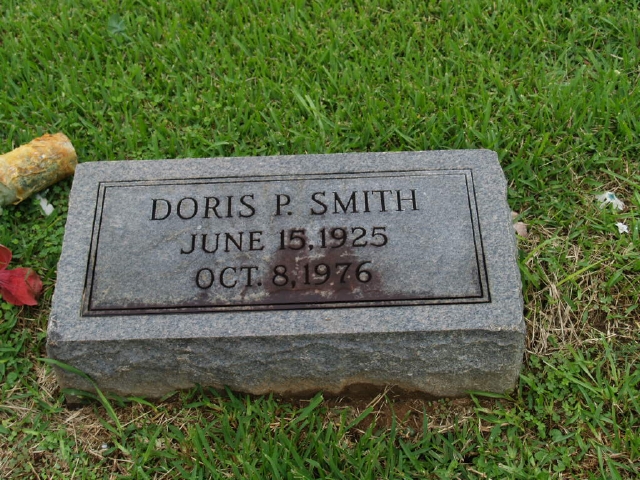 DORIS P. SMITH
JUNE 15, 1925
OCT. 8, 1976